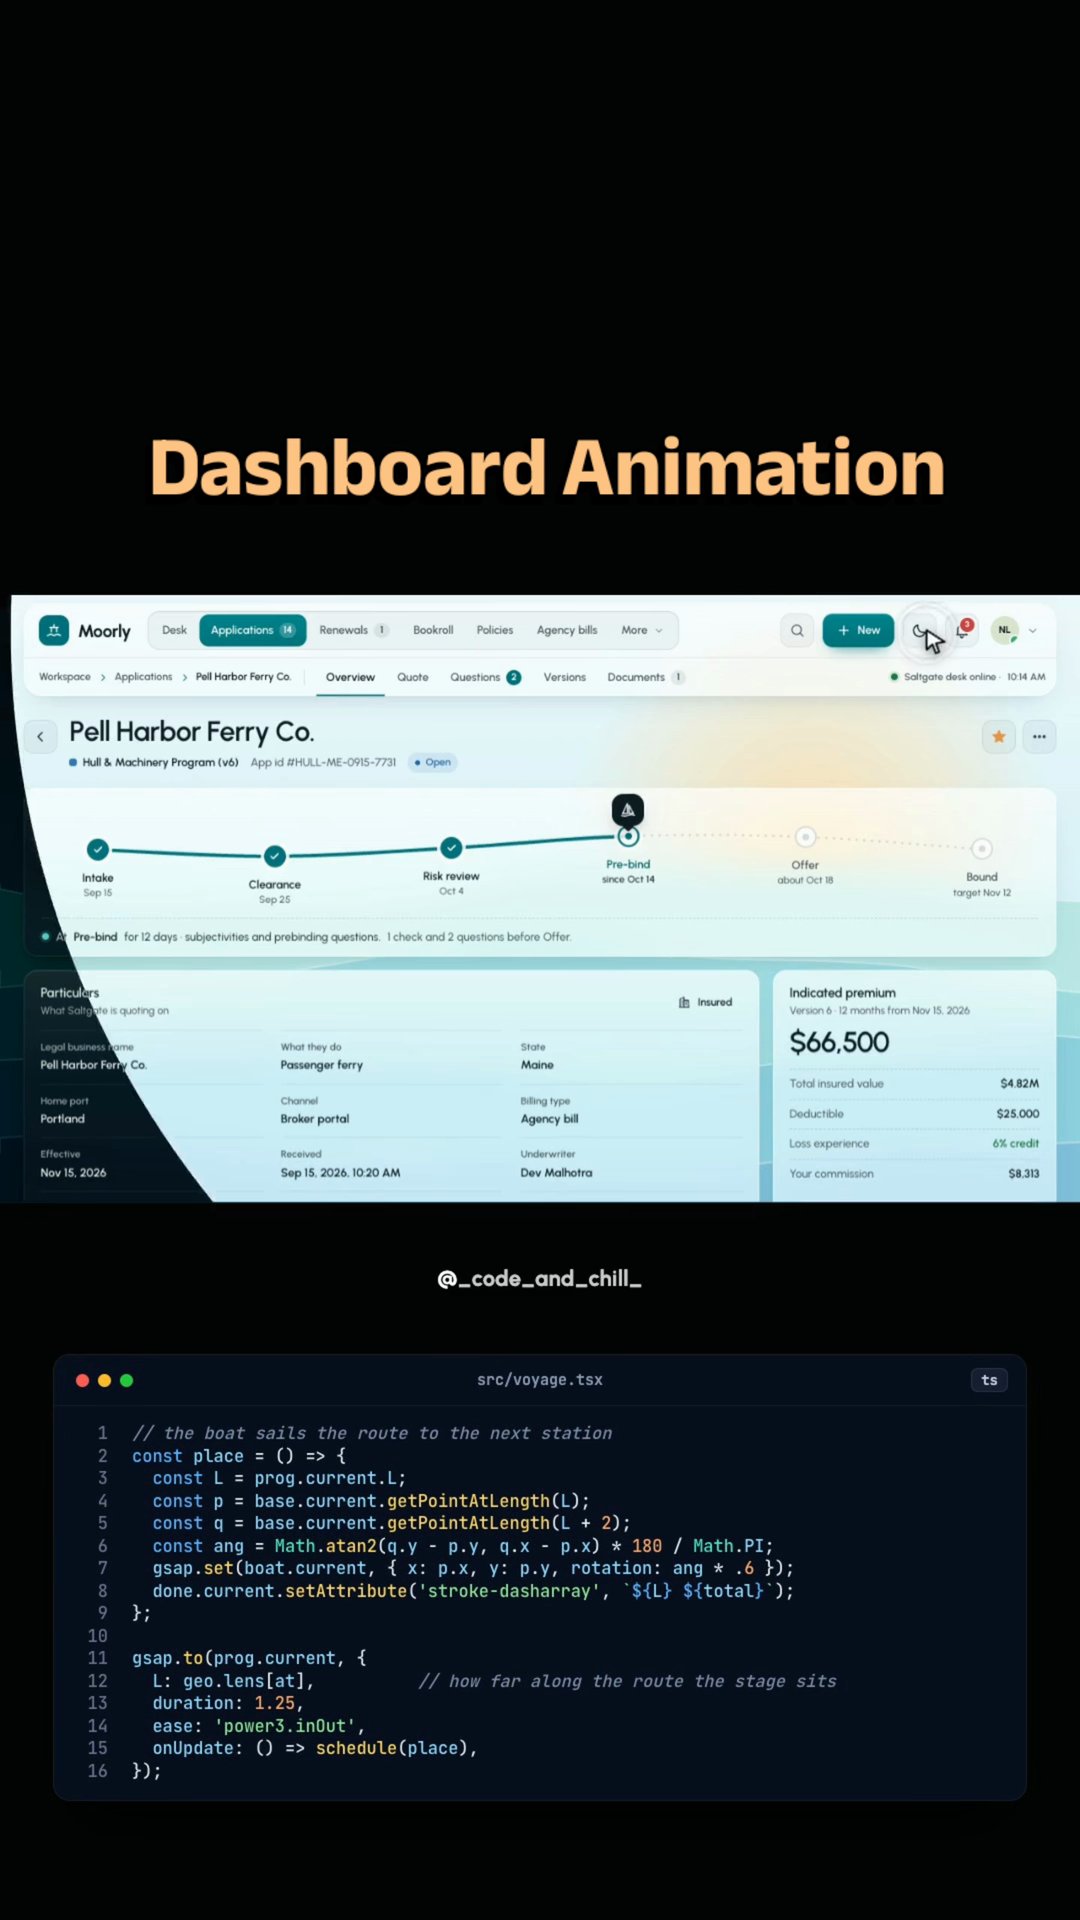 Dashboard Animation
Moorly Desk Applications 14 Renewals 1 Bookroll Policies Agency bills More + New 3 NL
Workspace > Applications > Pell Harbor Ferry Co. Overview Quote Questions 2 Versions Documents 1 Saltgate desk online · 10:14 AM
Pell Harbor Ferry Co.
Hull & Machinery Program (v6) App id #HULL-ME-0915-7731 Open
Intake
Sep 15
Clearance
Sep 25
Risk review
Oct 4
Pre-bind
since Oct 14
Offer
about Oct 18
Bound
target Nov 12
At Pre-bind for 12 days · subjectivities and prebinding questions. 1 check and 2 questions before Offer.
Particulars
What Saltgate is quoting on
Insured
Legal business name
Pell Harbor Ferry Co.
What they do
Passenger ferry
State
Maine
Home port
Portland
Channel
Broker portal
Billing type
Agency bill
Effective
Nov 15, 2026
Received
Sep 15, 2026, 10:20 AM
Underwriter
Dev Malhotra
Indicated premium
Version 6 · 12 months from Nov 15, 2026
$66,500
Total insured value $4.82M
Deductible $25,000
Loss experience 6% credit
Your commission $8,313
@_code_and_chill_
src/voyage.tsx ts
1 // the boat sails the route to the next station
2 const place = () => {
3   const L = prog.current.L;
4   const p = base.current.getPointAtLength(L);
5   const q = base.current.getPointAtLength(L + 2);
6   const ang = Math.atan2(q.y - p.y, q.x - p.x) * 180 / Math.PI;
7   gsap.set(boat.current, { x: p.x, y: p.y, rotation: ang * .6 });
8   done.current.setAttribute('stroke-dasharray', `${L} ${total}`);
9 };
10
11 gsap.to(prog.current, {
12   L: geo.lens[at],          // how far along the route the stage sits
13   duration: 1.25,
14   ease: 'power3.inOut',
15   onUpdate: () => schedule(place),
16 });